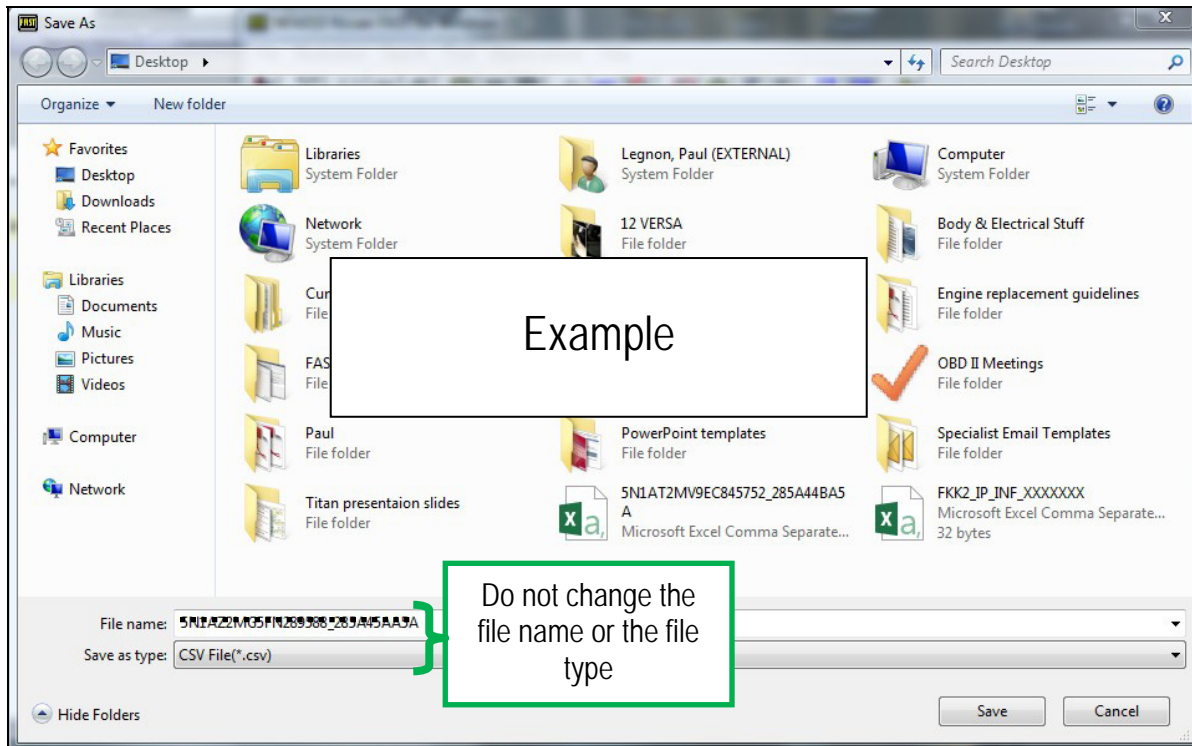 FAST Save As
Desktop
Search Desktop
Organize New folder
Favorites
Desktop
Downloads
Recent Places
Libraries
Documents
Music
Pictures
Videos
Computer
Network
Libraries
System Folder
Legnon, Paul (EXTERNAL)
System Folder
Computer
System Folder
Network
System Folder
12 VERSA
File folder
Body & Electrical Stuff
File folder
Cur
File
Engine replacement guidelines
File folder
FAS
File
OBD II Meetings
File folder
Example
Paul
File folder
PowerPoint templates
File folder
Specialist Email Templates
File folder
Titan presentaion slides
File folder
5N1AT2MV9EC845752_285A44BA5
A
Microsoft Excel Comma Separate...
FKK2_IP_INF_XXXXXXX
Microsoft Excel Comma Separate...
32 bytes
Do not change the
file name or the file
type
File name:
Save as type: CSV File(*.csv)
Hide Folders
Save
Cancel